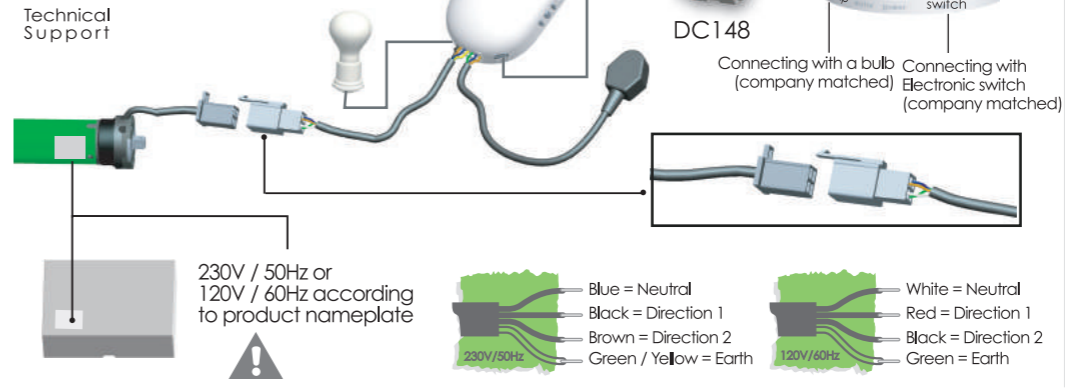 Technical
Support
DC148
switch
Connecting with a bulb
(company matched)
Connecting with
Electronic switch
(company matched)
230V / 50Hz or
120V / 60Hz according
to product nameplate
Blue = Neutral
Black = Direction 1
Brown = Direction 2
Green / Yellow = Earth
230V/50Hz
White = Neutral
Red = Direction 1
Black = Direction 2
Green = Earth
120V/60Hz